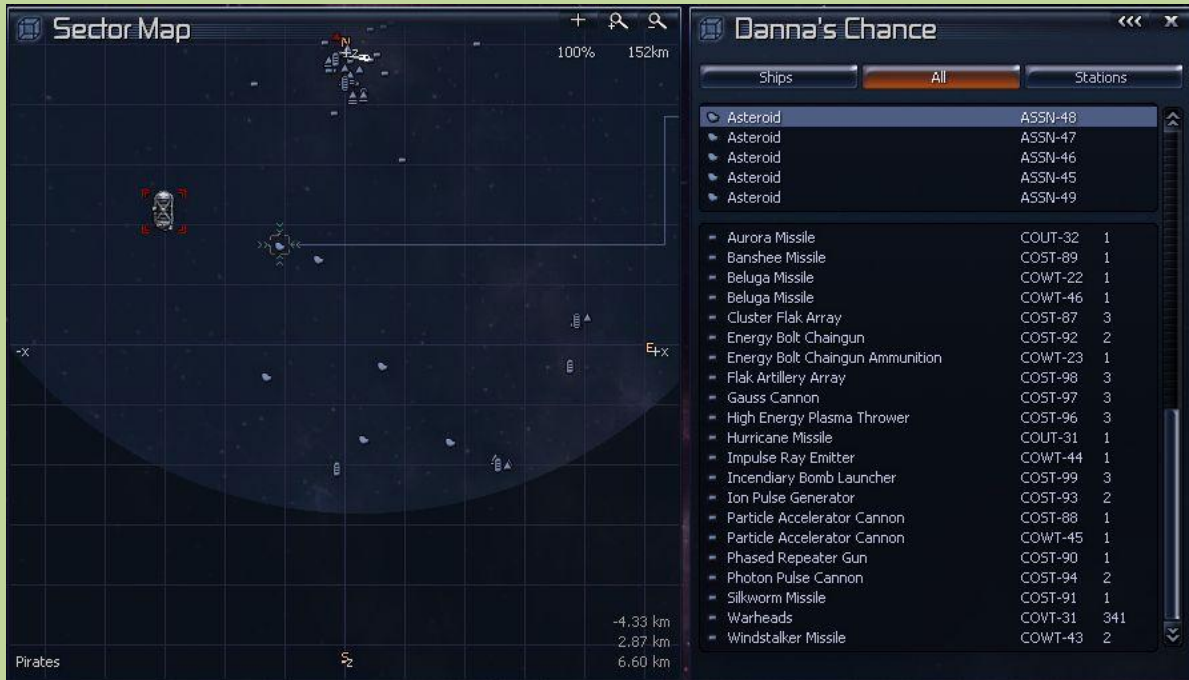 Sector Map
100% 152km
N
+z
-x
E
+x
-4.33 km
2.87 km
6.60 km
Pirates
S
-z
Danna's Chance
Ships All Stations
Asteroid ASSN-48
Asteroid ASSN-47
Asteroid ASSN-46
Asteroid ASSN-45
Asteroid ASSN-49
Aurora Missile COUT-32 1
Banshee Missile COST-89 1
Beluga Missile COWT-22 1
Beluga Missile COWT-46 1
Cluster Flak Array COST-87 3
Energy Bolt Chaingun COST-92 2
Energy Bolt Chaingun Ammunition COWT-23 1
Flak Artillery Array COST-98 3
Gauss Cannon COST-97 3
High Energy Plasma Thrower COST-96 3
Hurricane Missile COUT-31 1
Impulse Ray Emitter COWT-44 1
Incendiary Bomb Launcher COST-99 3
Ion Pulse Generator COST-93 2
Particle Accelerator Cannon COST-88 1
Particle Accelerator Cannon COWT-45 1
Phased Repeater Gun COST-90 1
Photon Pulse Cannon COST-94 2
Silkworm Missile COST-91 1
Warheads COVT-31 341
Windstalker Missile COWT-43 2